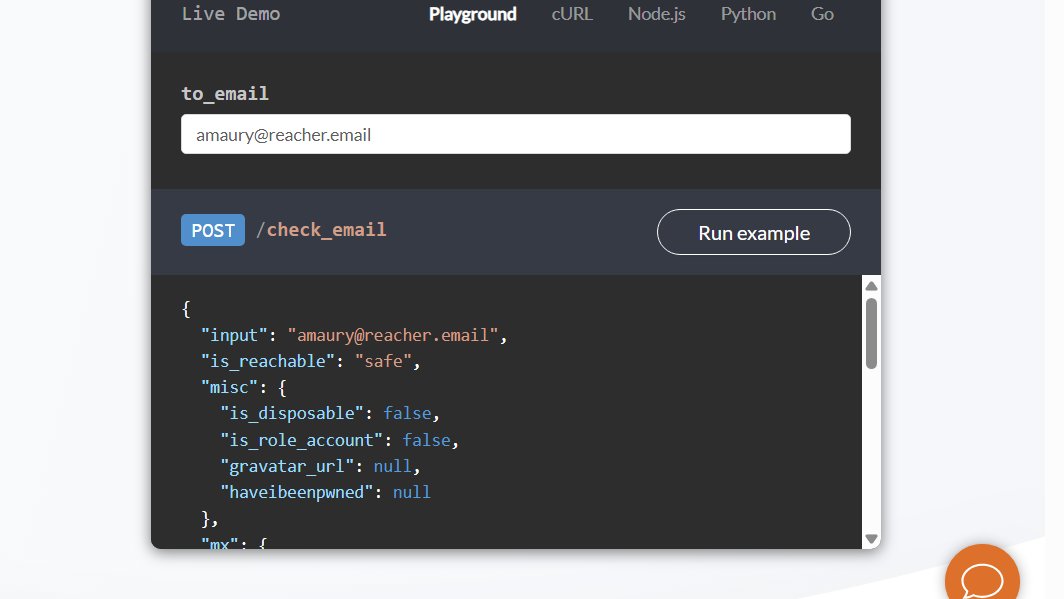 Live Demo Playground cURL Node.js Python Go
to_email
amaury@reacher.email
POST /check_email Run example
{
"input": "amaury@reacher.email",
"is_reachable": "safe",
"misc": {
"is_disposable": false,
"is_role_account": false,
"gravatar_url": null,
"haveibeenpwned": null
},
"mx": {